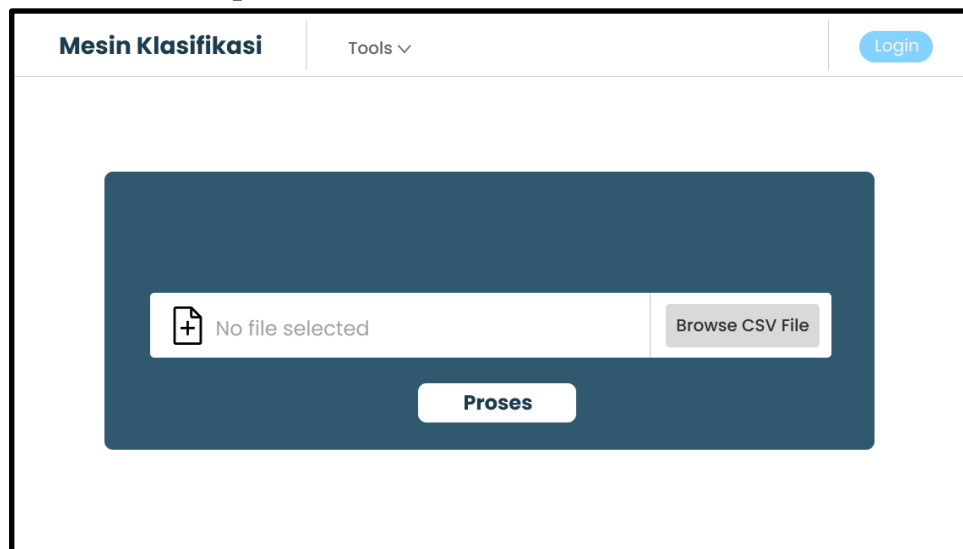 Mesin Klasifikasi
Tools
Login
No file selected
Browse CSV File
Proses